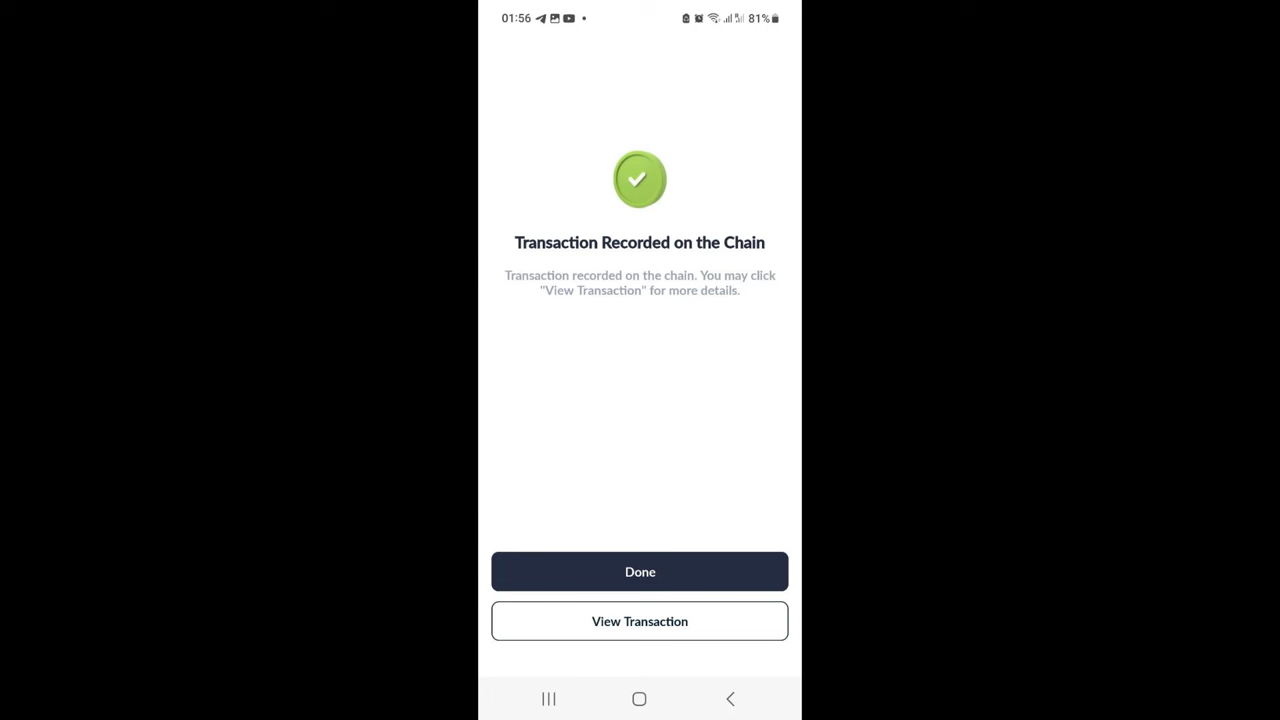 01:56
81%
Transaction Recorded on the Chain
Transaction recorded on the chain. You may click
"View Transaction" for more details.
Done
View Transaction